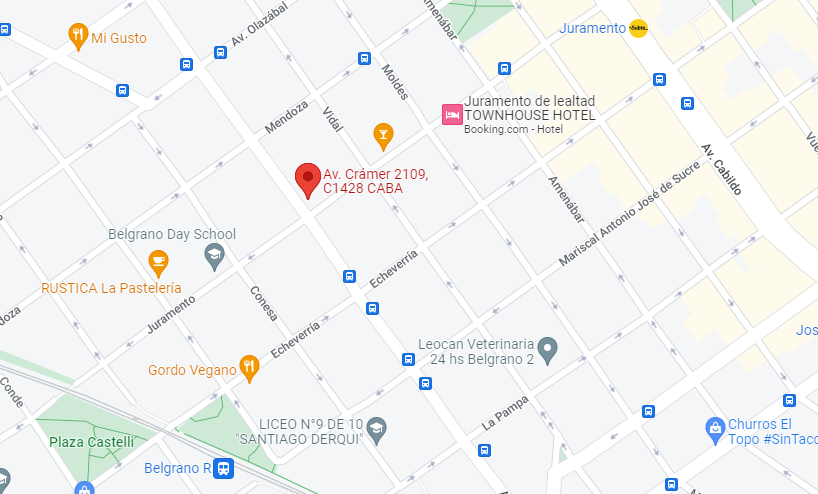 Mi Gusto
Av. Olazábal
Amenábar
Juramento
Subte
Moldes
Mendoza
Vidal
Juramento de lealtad
TOWNHOUSE HOTEL
Booking.com - Hotel
Av. Cabildo
Av. Crámer 2109,
C1428 CABA
Amenábar
Mariscal Antonio José de Sucre
Belgrano Day School
RUSTICA La Pastelería
Echeverría
Conesa
Juramento
doza
Echeverría
Leocan Veterinaria
24 hs Belgrano 2
Jos
Gordo Vegano
Conde
La Pampa
LICEO N°9 DE 10
"SANTIAGO DERQUI"
Churros El
Topo #SinTaco
Plaza Castelli
Belgrano R